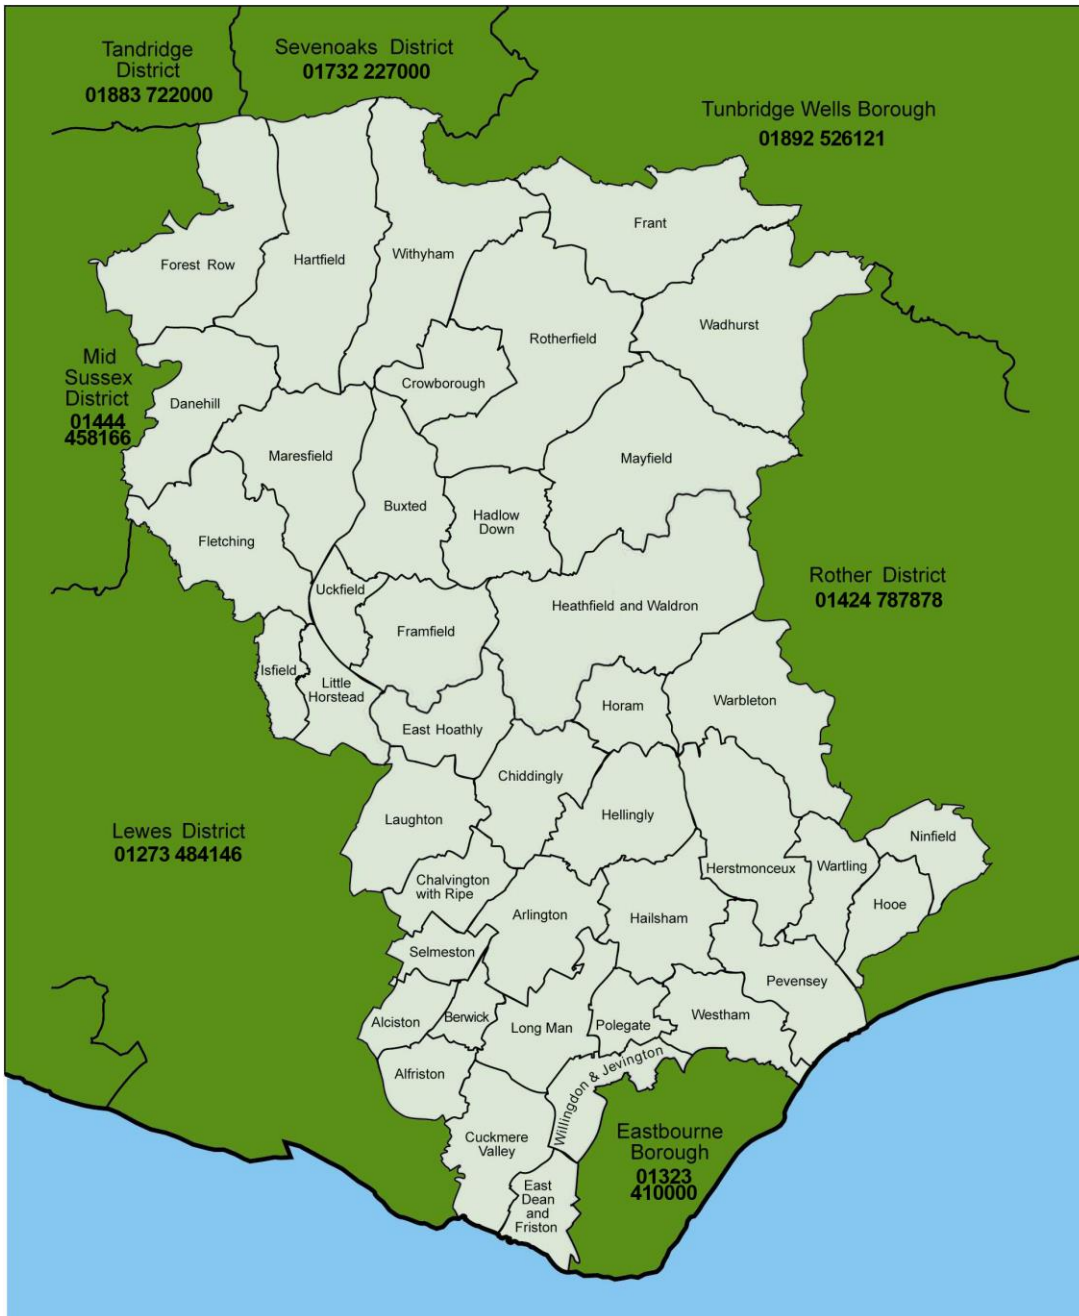 Tandridge
District
01883 722000
Sevenoaks District
01732 227000
Tunbridge Wells Borough
01892 526121
Frant
Forest Row
Hartfield
Withyham
Wadhurst
Rotherfield
Mid
Sussex
District
01444
458166
Crowborough
Danehill
Maresfield
Mayfield
Buxted
Hadlow
Down
Fletching
Rother District
01424 787878
Uckfield
Heathfield and Waldron
Framfield
Isfield
Little
Horstead
Horam
Warbleton
East Hoathly
Chiddingly
Lewes District
01273 484146
Laughton
Hellingly
Ninfield
Herstmonceux
Wartling
Chalvington
with Ripe
Hooe
Arlington
Hailsham
Selmeston
Pevensey
Alciston
Berwick
Long Man
Polegate
Westham
Alfriston
Willingdon & Jevington
Eastbourne
Borough
01323
410000
Cuckmere
Valley
East
Dean
and
Friston